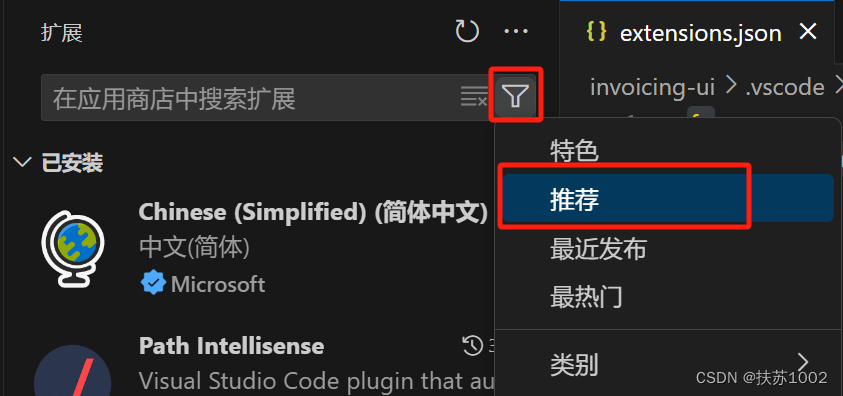 扩展
extensions.json
在应用商店中搜索扩展
invoicing-ui > .vscode >
特色
已安装
推荐
Chinese (Simplified) (简体中文)
中文(简体)
最近发布
Microsoft
最热门
Path Intellisense
Visual Studio Code plugin that au
类别
CSDN @扶苏1002